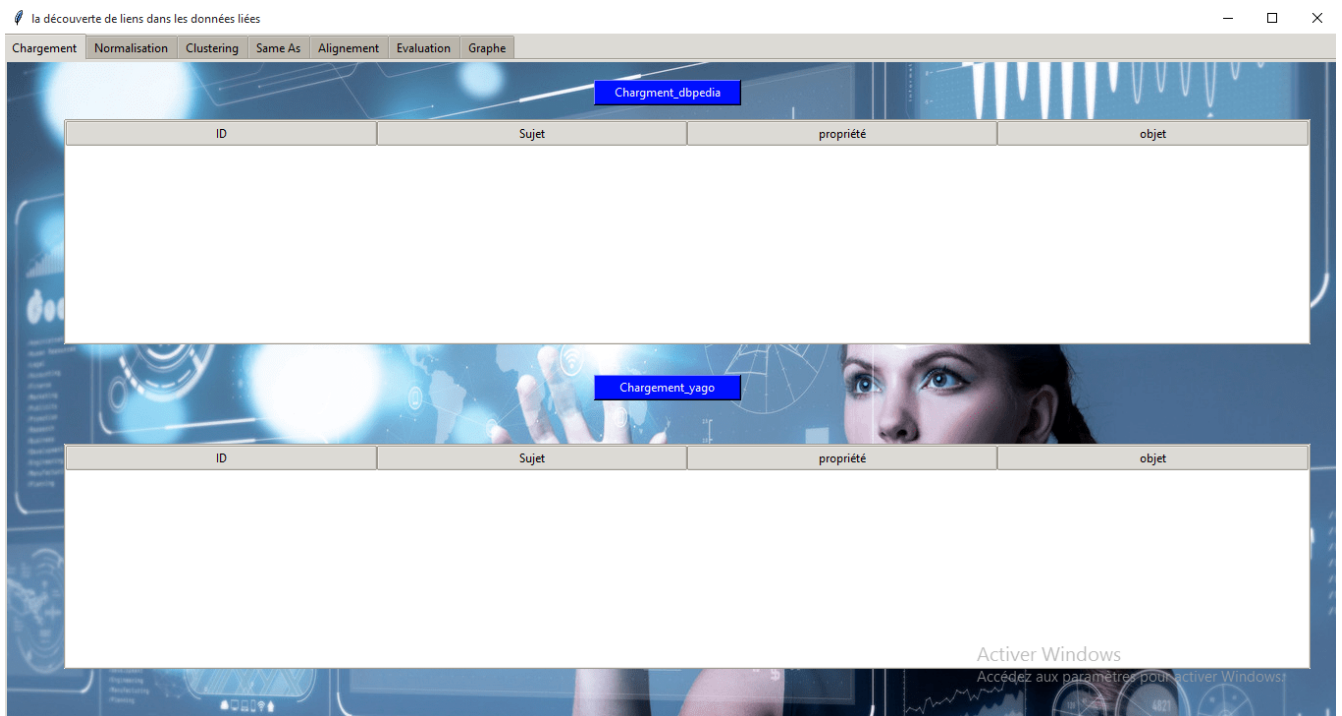 la découverte de liens dans les données liées
Chargement Normalisation Clustering Same As Alignement Evaluation Graphe
Chargment_dbpedia
ID Sujet propriété objet
Chargement_yago
ID Sujet propriété objet
Activer Windows
Accédez aux paramètres pour activer Windows.
4821